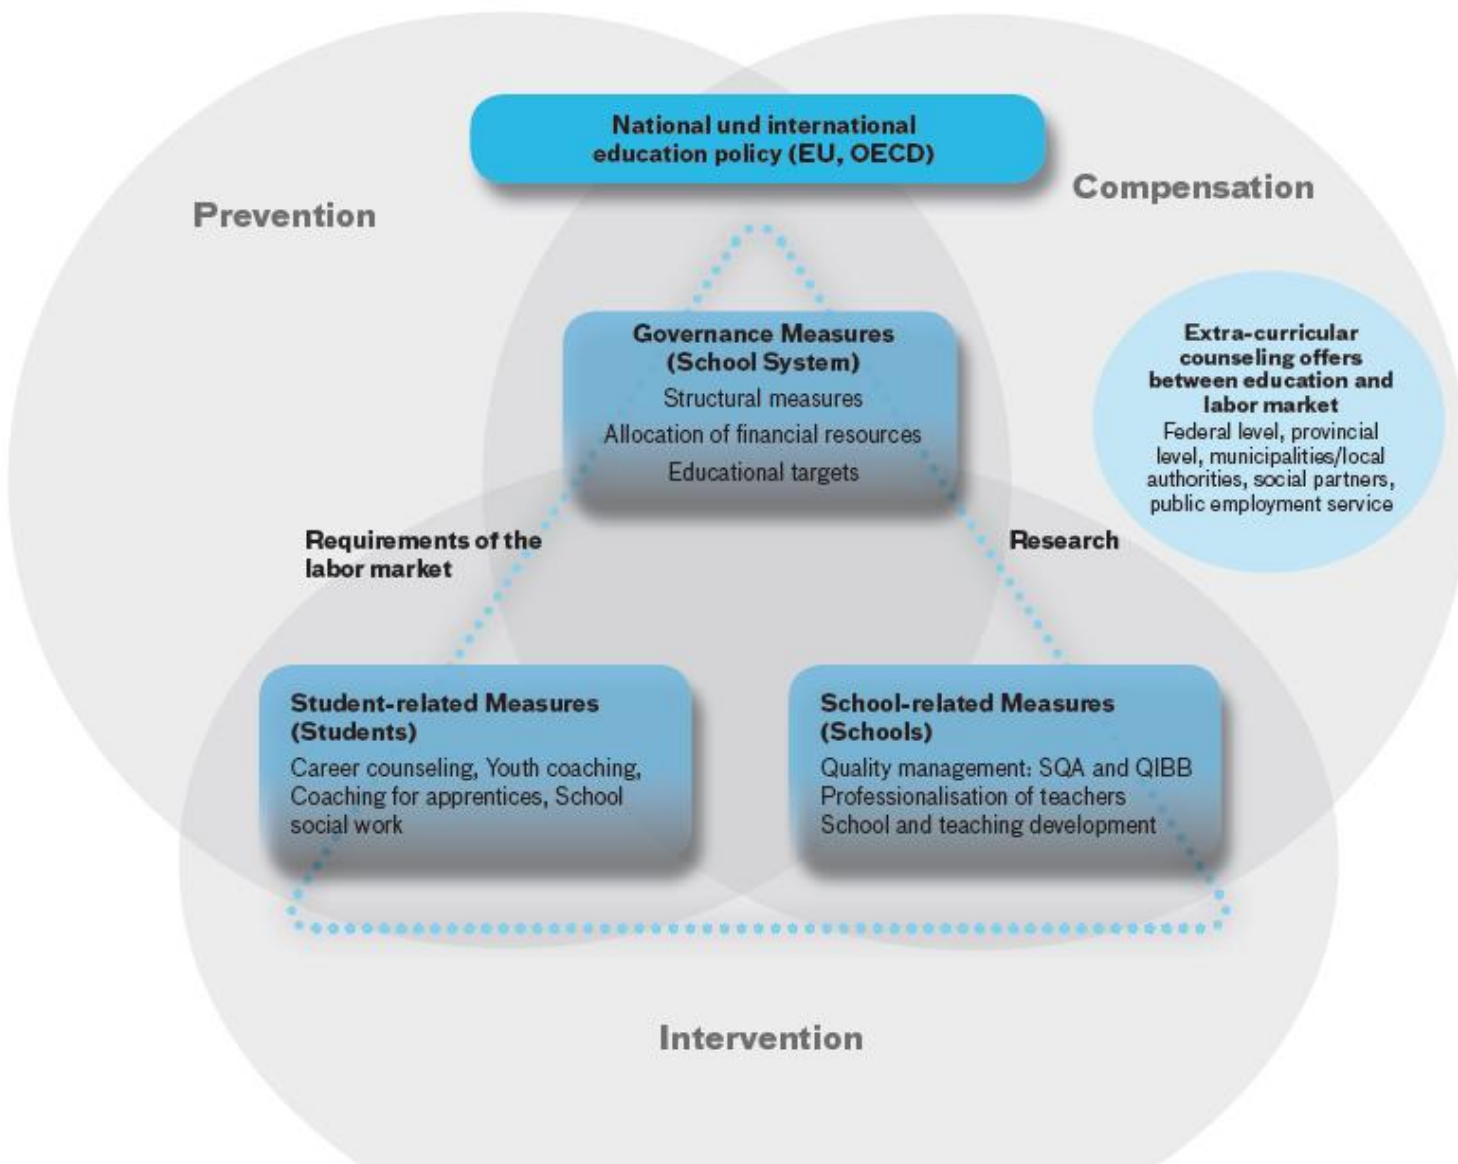 National und international
education policy (EU, OECD)
Prevention
Compensation
Governance Measures
(School System)
Structural measures
Allocation of financial resources
Educational targets
Extra-curricular
counseling offers
between education and
labor market
Federal level, provincial
level, municipalities/local
authorities, social partners,
public employment service
Requirements of the
labor market
Research
Student-related Measures
(Students)
Career counseling, Youth coaching,
Coaching for apprentices, School
social work
School-related Measures
(Schools)
Quality management: SQA and QIBB
Professionalisation of teachers
School and teaching development
Intervention